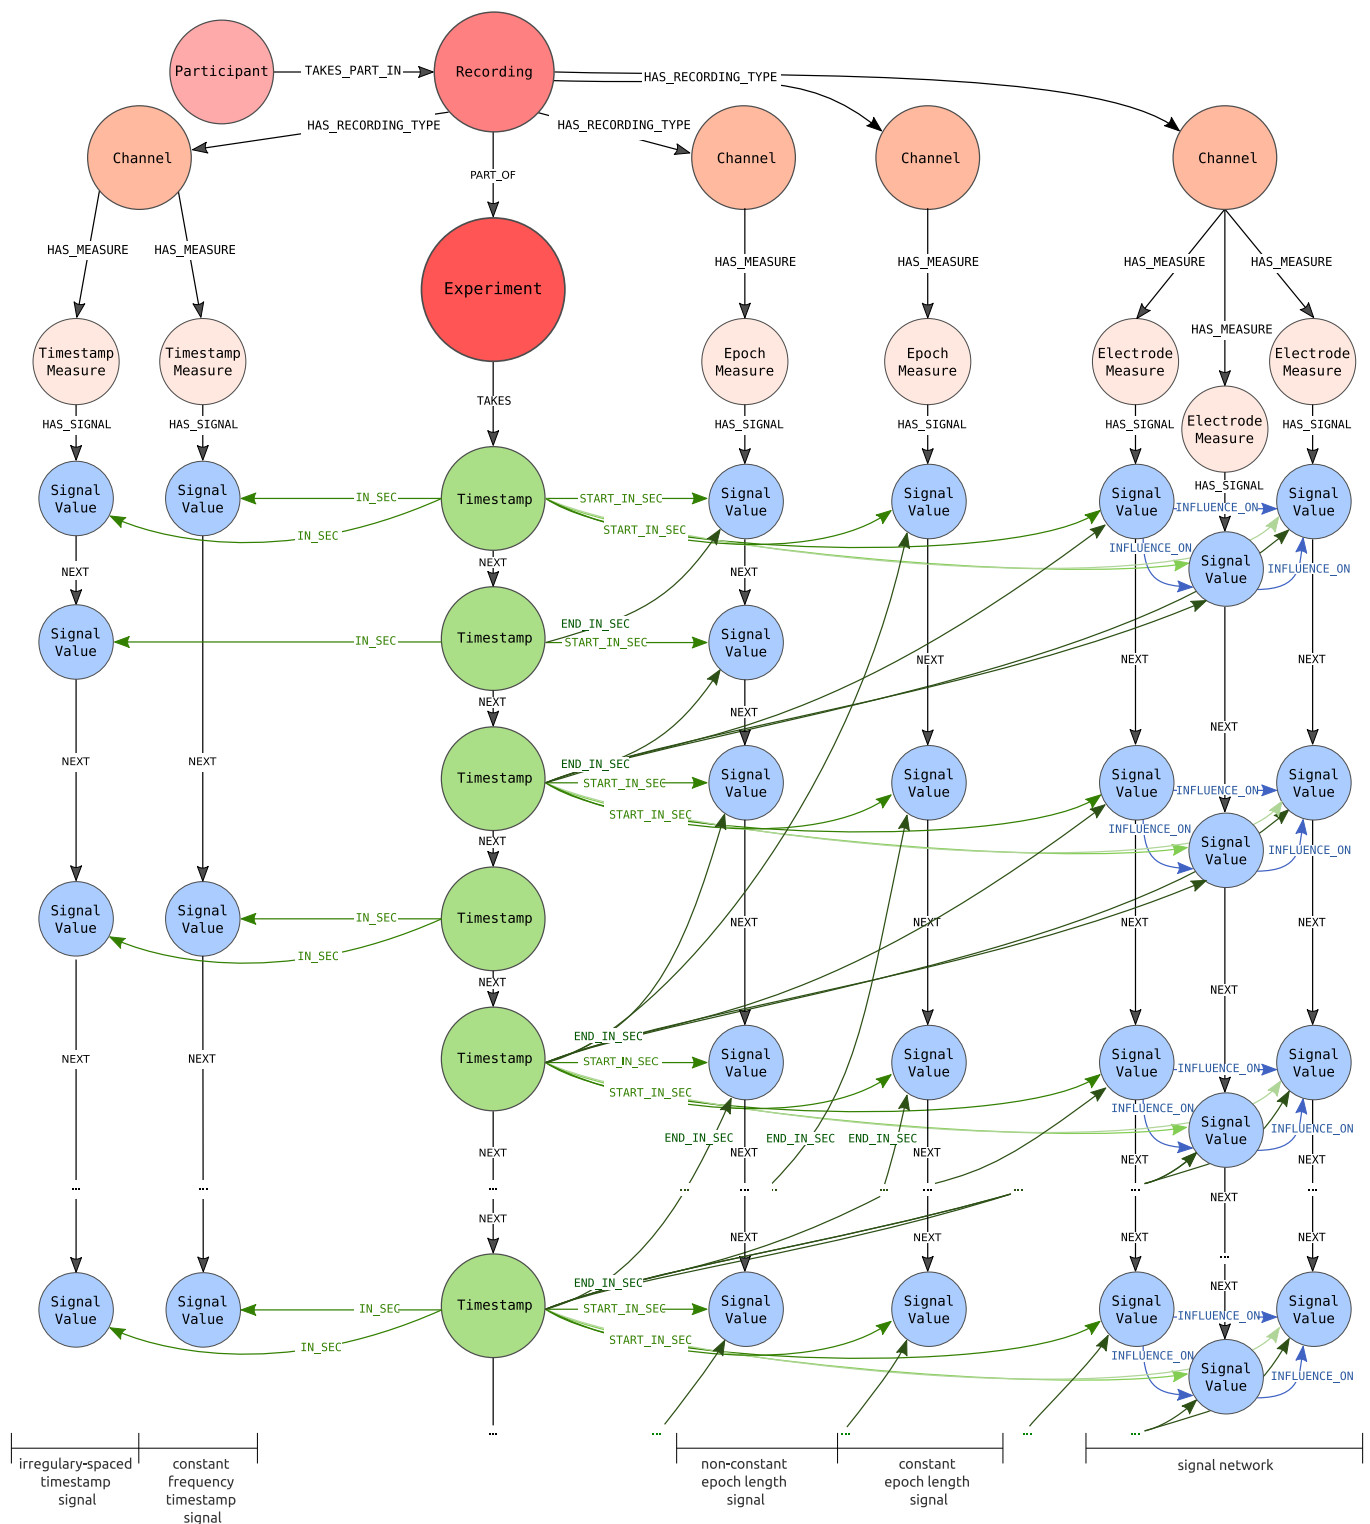 Participant
TAKES_PART_IN
Recording
HAS_RECORDING_TYPE
HAS_RECORDING_TYPE
HAS_RECORDING_TYPE
Channel
PART_OF
Channel
Channel
Channel
HAS_MEASURE
HAS_MEASURE
HAS_MEASURE
HAS_MEASURE
HAS_MEASURE
HAS_MEASURE
Experiment
HAS_MEASURE
Timestamp
Measure
Timestamp
Measure
Epoch
Measure
Epoch
Measure
Electrode
Measure
Electrode
Measure
TAKES
Electrode
Measure
HAS_SIGNAL
HAS_SIGNAL
HAS_SIGNAL
HAS_SIGNAL
HAS_SIGNAL
HAS_SIGNAL
HAS_SIGNAL
Signal
Value
Signal
Value
IN_SEC
IN_SEC
Timestamp
START_IN_SEC
START_IN_SEC
Signal
Value
Signal
Value
Signal
Value
INFLUENCE_ON
Signal
Value
INFLUENCE_ON
Signal
Value
INFLUENCE_ON
NEXT
NEXT
NEXT
Signal
Value
IN_SEC
Timestamp
END_IN_SEC
START_IN_SEC
Signal
Value
NEXT
NEXT
NEXT
NEXT
NEXT
NEXT
NEXT
NEXT
Timestamp
END_IN_SEC
START_IN_SEC
START_IN_SEC
Signal
Value
Signal
Value
Signal
Value
INFLUENCE_ON
Signal
Value
INFLUENCE_ON
Signal
Value
INFLUENCE_ON
NEXT
Signal
Value
Signal
Value
IN_SEC
IN_SEC
Timestamp
NEXT
NEXT
NEXT
NEXT
NEXT
NEXT
NEXT
NEXT
Timestamp
END_IN_SEC
START_IN_SEC
START_IN_SEC
Signal
Value
Signal
Value
Signal
Value
INFLUENCE_ON
Signal
Value
INFLUENCE_ON
Signal
Value
INFLUENCE_ON
END_IN_SEC
END_IN_SEC
END_IN_SEC
NEXT
NEXT
NEXT
NEXT
NEXT
NEXT
...
...
...
...
...
...
...
...
...
...
...
NEXT
NEXT
NEXT
NEXT
NEXT
...
NEXT
Signal
Value
Signal
Value
IN_SEC
IN_SEC
Timestamp
END_IN_SEC
START_IN_SEC
START_IN_SEC
Signal
Value
Signal
Value
Signal
Value
INFLUENCE_ON
Signal
Value
INFLUENCE_ON
Signal
Value
INFLUENCE_ON
...
...
...
...
...
irregulary-spaced
timestamp
signal
constant
frequency
timestamp
signal
non-constant
epoch length
signal
constant
epoch length
signal
signal network